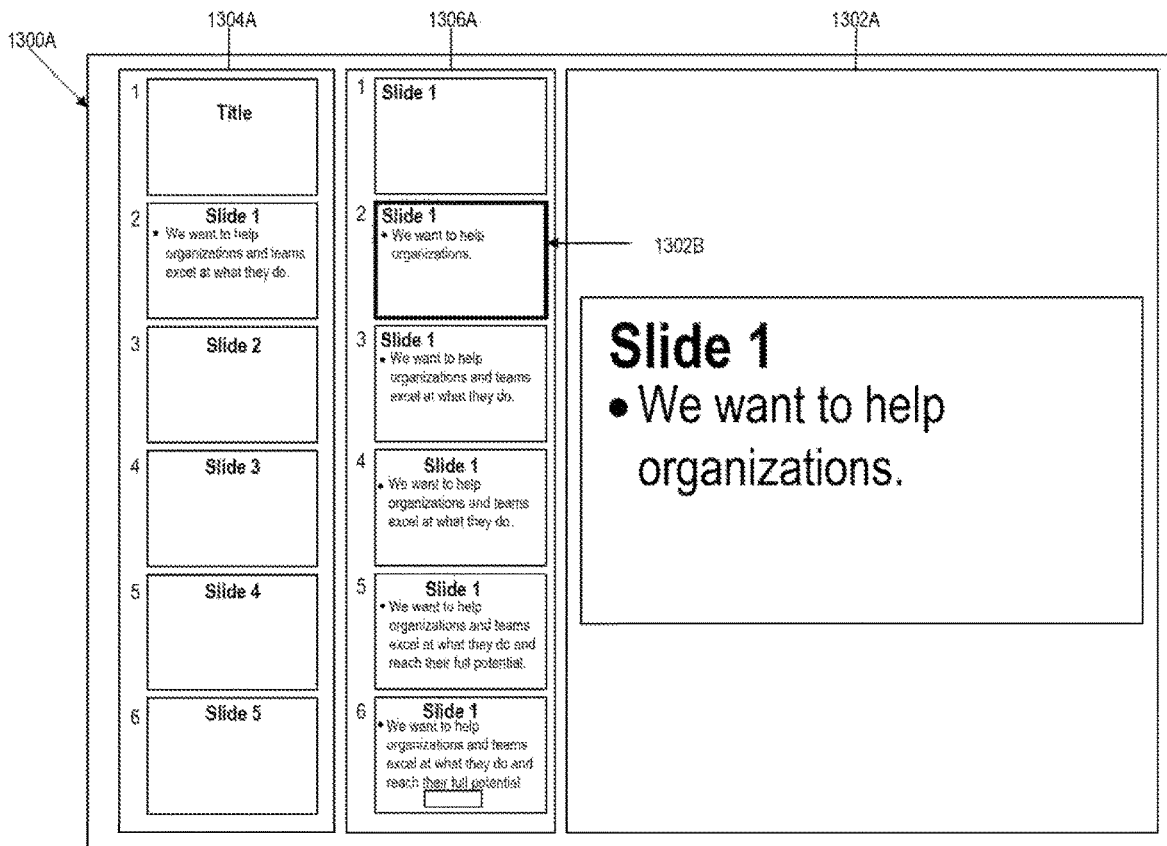 1304A
1306A
1302A
1300A
1
Title
2
Slide 1
• We want to help
organizations and teams
excel at what they do.
3
Slide 2
4
Slide 3
5
Slide 4
6
Slide 5
1
Slide 1
2
Slide 1
• We want to help
organizations.
1302B
3
Slide 1
• We want to help
organizations and teams
excel at what they do.
4
Slide 1
• We want to help
organizations and teams
excel at what they do.
5
Slide 1
• We want to help
organizations and teams
excel at what they do and
reach their full potential.
6
Slide 1
• We want to help
organizations and teams
excel at what they do and
reach their full potential
Slide 1
• We want to help
organizations.